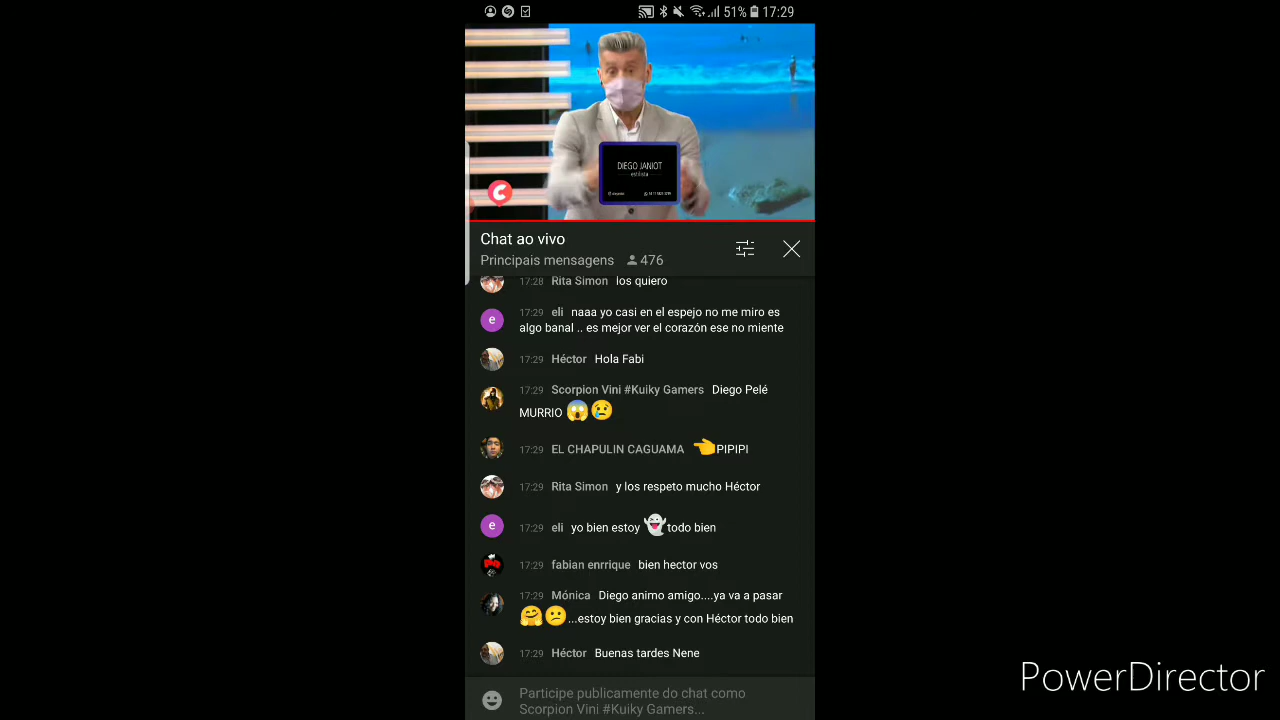 51% 17:29
DIEGO JANIOT
estilista
Chat ao vivo
Principais mensagens 476
17:28 Rita Simon los quiero
e 17:29 eli naaa yo casi en el espejo no me miro es
algo banal .. es mejor ver el corazón ese no miente
17:29 Héctor Hola Fabi
17:29 Scorpion Vini #Kuiky Gamers Diego Pelé
MURRIO 😱😢
17:29 EL CHAPULIN CAGUAMA 👈PIPIPI
17:29 Rita Simon y los respeto mucho Héctor
e 17:29 eli yo bien estoy 👻todo bien
17:29 fabian enrrique bien hector vos
17:29 Mónica Diego animo amigo....ya va a pasar
🤗😕...estoy bien gracias y con Héctor todo bien
17:29 Héctor Buenas tardes Nene
Participe publicamente do chat como
Scorpion Vini #Kuiky Gamers...
PowerDirector